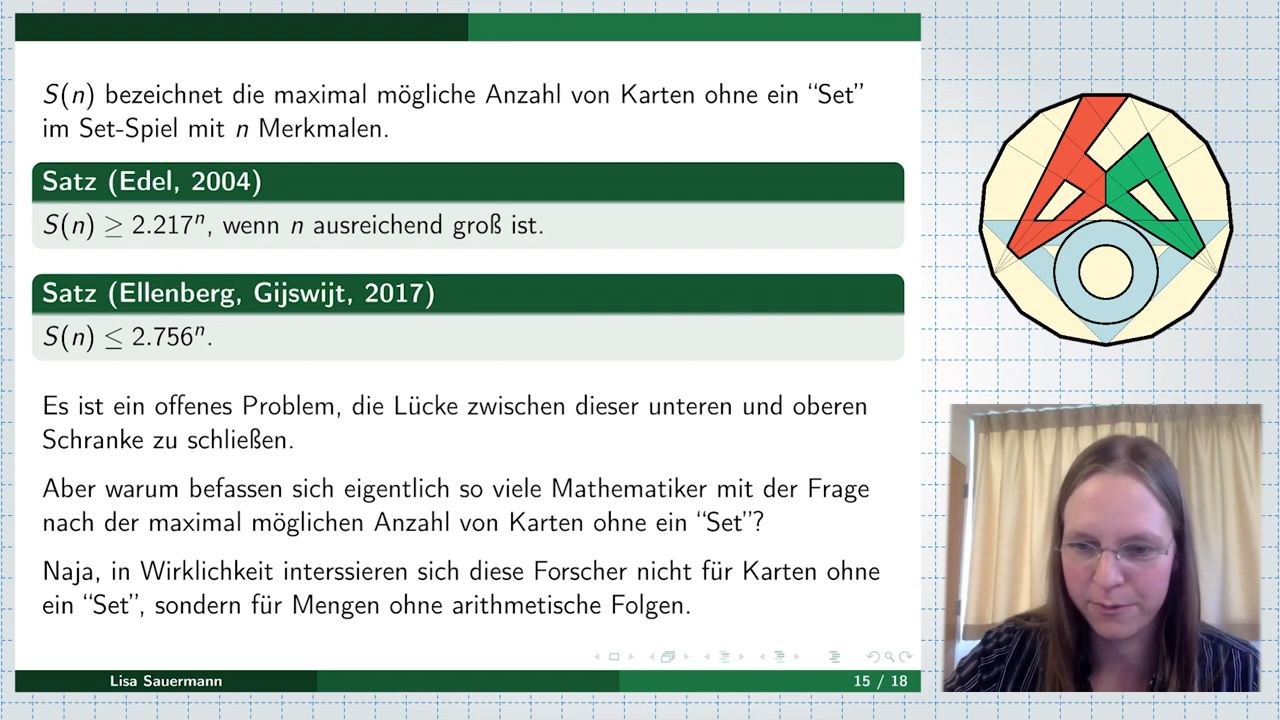 S(n) bezeichnet die maximal mögliche Anzahl von Karten ohne ein “Set”
im Set-Spiel mit n Merkmalen.
Satz (Edel, 2004)
S(n) ≥ 2.217ⁿ, wenn n ausreichend groß ist.
Satz (Ellenberg, Gijswijt, 2017)
S(n) ≤ 2.756ⁿ.
Es ist ein offenes Problem, die Lücke zwischen dieser unteren und oberen
Schranke zu schließen.
Aber warum befassen sich eigentlich so viele Mathematiker mit der Frage
nach der maximal möglichen Anzahl von Karten ohne ein “Set”?
Naja, in Wirklichkeit interssieren sich diese Forscher nicht für Karten ohne
ein “Set”, sondern für Mengen ohne arithmetische Folgen.
Lisa Sauermann
15 / 18